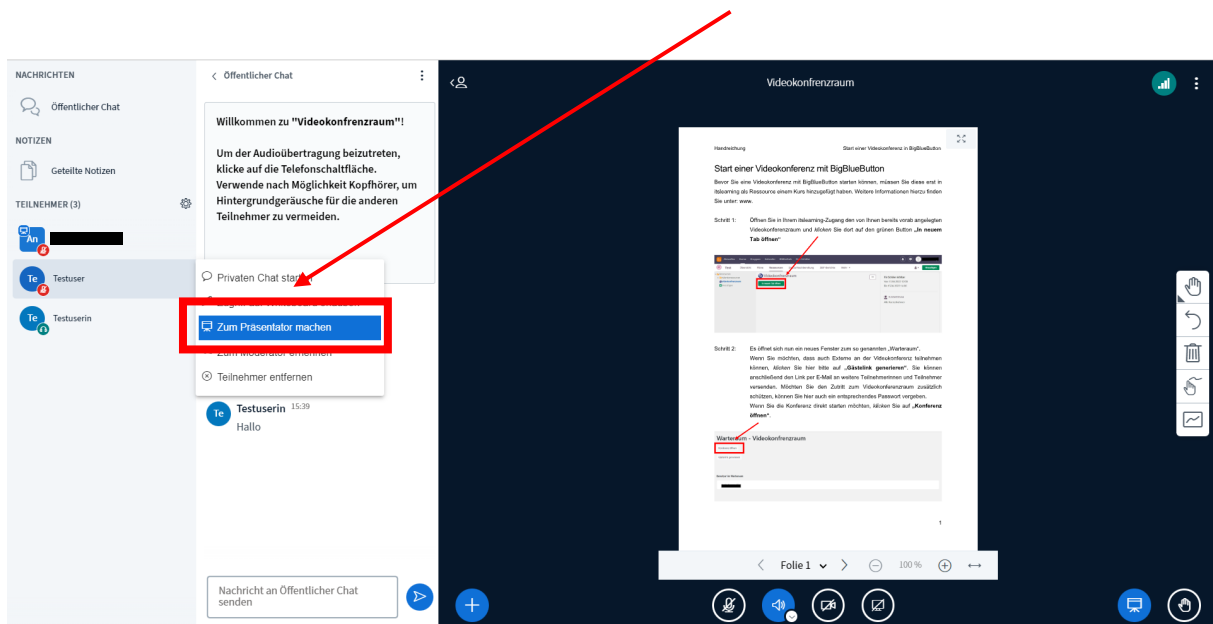 NACHRICHTEN
Öffentlicher Chat
NOTIZEN
Geteilte Notizen
TEILNEHMER (3)
An
Te Testuser
Te Testuserin
Öffentlicher Chat
Willkommen zu "Videokonfrenzraum"!
Um der Audioübertragung beizutreten,
klicke auf die Telefonschaltfläche.
Verwende nach Möglichkeit Kopfhörer, um
Hintergrundgeräusche für die anderen
Teilnehmer zu vermeiden.
Privaten Chat starten
Zum Präsentator machen
Zum Moderator ernennen
Teilnehmer entfernen
Te Testuserin 15:39
Hallo
Nachricht an Öffentlicher Chat
senden
Videokonfrenzraum
Handreichung Start einer Videokonferenz in BigBlueButton
Start einer Videokonferenz mit BigBlueButton
Bevor Sie eine Videokonferenz mit BigBlueButton starten können, müssen Sie diese erst in
itslearning als Ressource einem Kurs hinzugefügt haben. Weitere Informationen hierzu finden
Sie unter: www.
Schritt 1: Öffnen Sie in Ihrem itslearning-Zugang den von Ihnen bereits vorab angelegten
Videokonferenzraum und klicken Sie dort auf den grünen Button „In neuem
Tab öffnen"
Schritt 2: Es öffnet sich nun ein neues Fenster zum so genannten „Warteraum".
Wenn Sie möchten, dass auch Externe an der Videokonferenz teilnehmen
können, klicken Sie hier bitte auf „Gästelink generieren". Sie können
anschließend den Link per E-Mail an weitere Teilnehmerinnen und Teilnehmer
versenden. Möchten Sie den Zutritt zum Videokonferenzraum zusätzlich
schützen, können Sie hier auch ein entsprechendes Passwort vergeben.
Wenn Sie die Konferenz direkt starten möchten, klicken Sie auf „Konferenz
öffnen".
Warteraum - Videokonfrenzraum
1
Folie 1 100 %